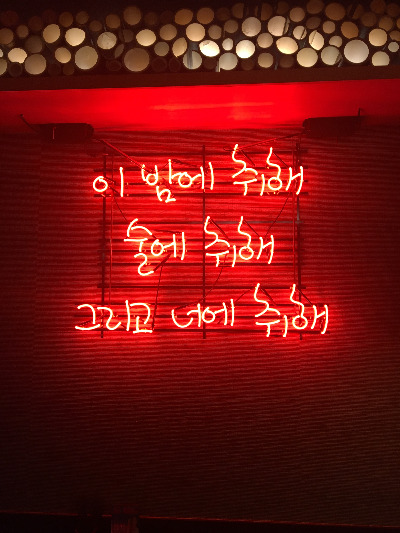 이 밤에 취해
술에 취해
그리고 너에 취해